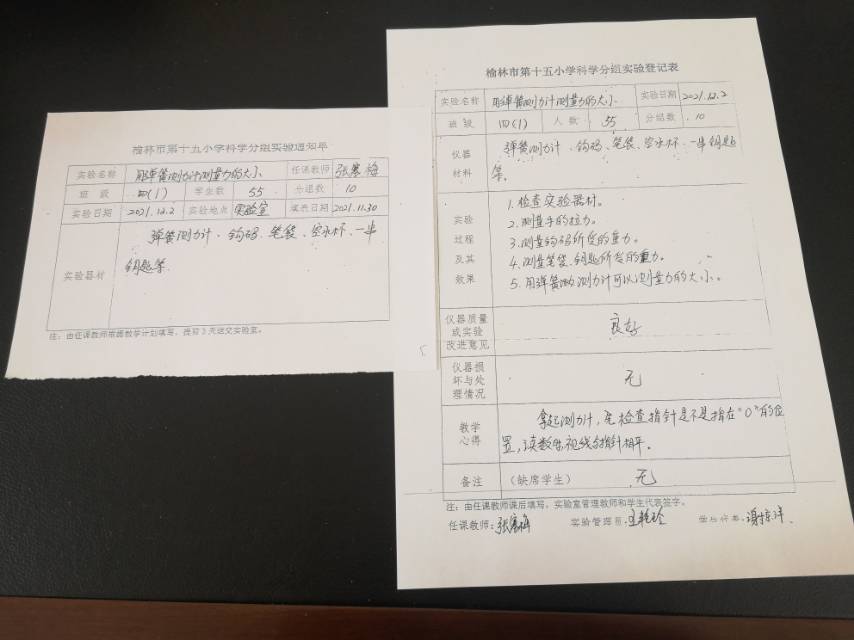 榆林市第十五小学科学分组实验通知单
实验名称 用弹簧测力计测量力的大小 任课教师 张塞梅
班级 四(1) 学生数 55 分组数 10
实验日期 2021.12.2 实验地点 实验室 填表日期 2021.11.30
实验器材 弹簧测力计、钩码、笔袋、空水杯、一串
钥匙等
注：由任课教师依据教学计划填写，提前3天送交实验室。
榆林市第十五小学科学分组实验登记表
实验名称 用弹簧测力计测量力的大小 实验日期 2021.12.2
班级 四(1) 人数 55 分组数 10
仪器材料 弹簧测力计、钩码、笔袋、空水杯、一串钥匙
等。
实验过程及其效果
1.检查实验器材。
2.测量手的拉力。
3.测量钩码所受的重力。
4.测量笔袋、钥匙所受的重力。
5.用弹簧测力计可以测量力的大小。
仪器质量或实验改进意见 良好
仪器损坏与处理情况 无
教学心得 拿起测力计，先检查指针是不是指在“0”的位
置，读数时视线与指针相平。
备注 （缺席学生） 无
注：由任课教师课后填写，实验室管理教师和学生代表签字。
任课教师：张塞梅 实验管理员： 学生代表：